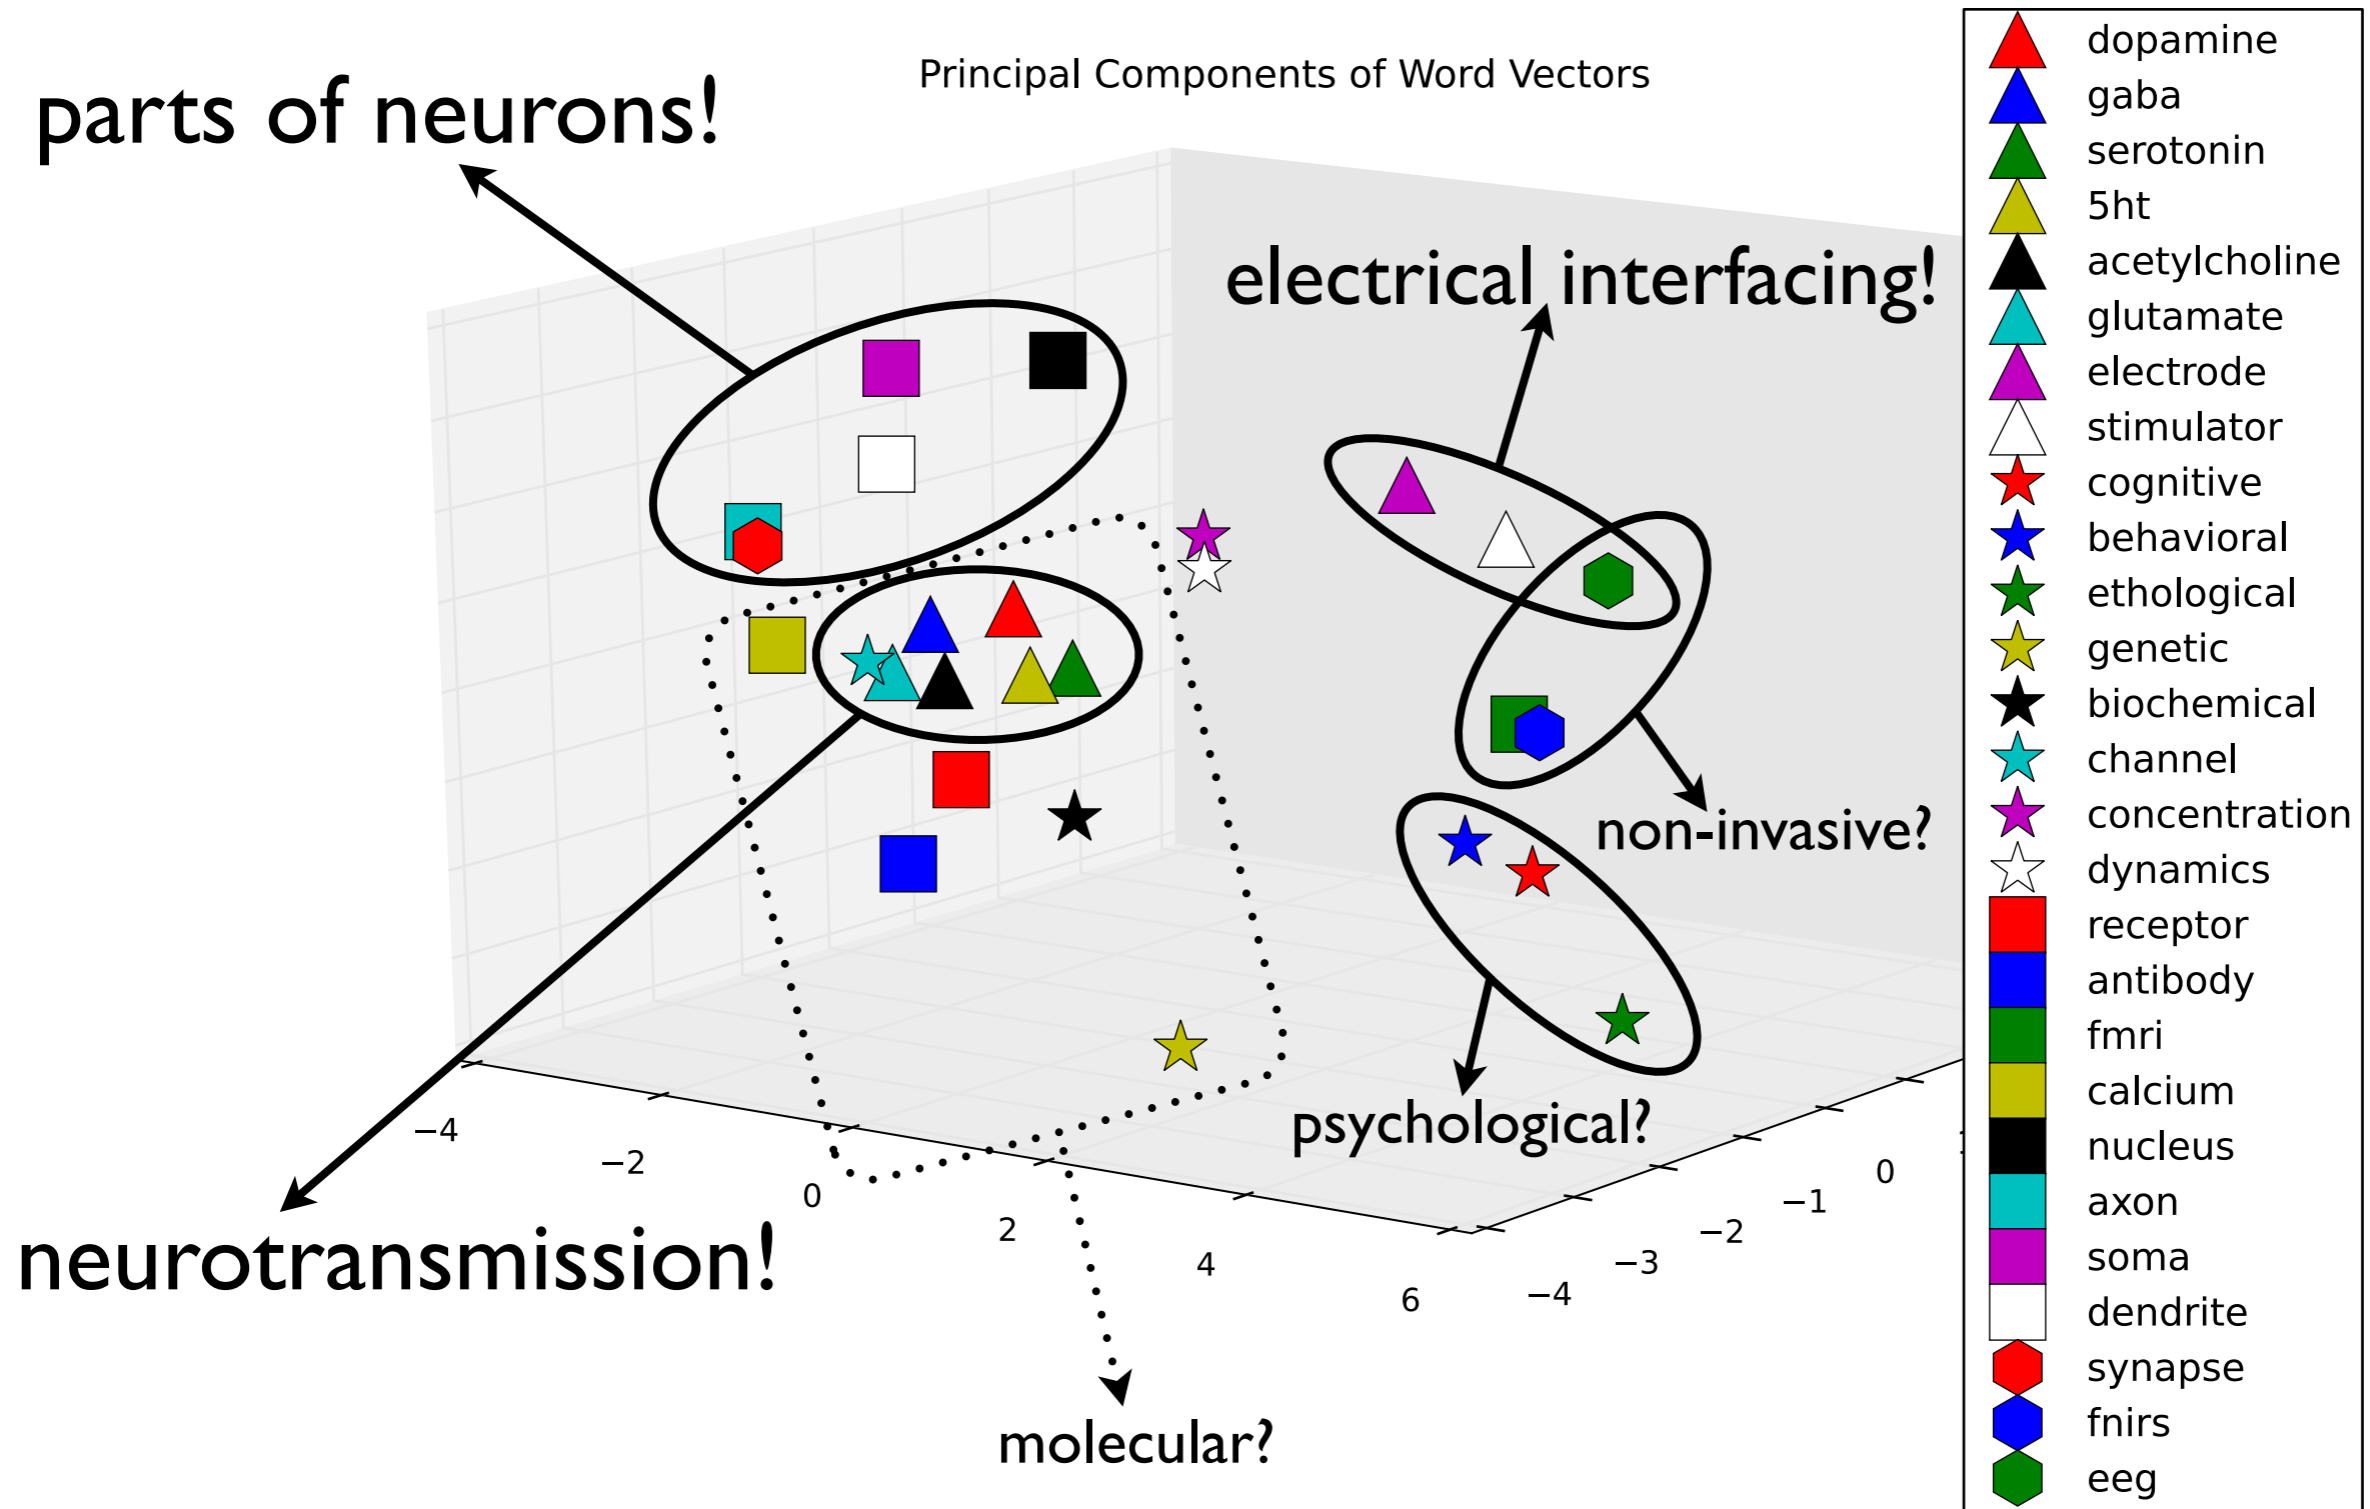 Principal Components of Word Vectors
parts of neurons!
electrical interfacing!
non-invasive?
psychological?
neurotransmission!
molecular?
−4
−2
0
2
4
6
−4
−3
−2
−1
0
dopamine
gaba
serotonin
5ht
acetylcholine
glutamate
electrode
stimulator
cognitive
behavioral
ethological
genetic
biochemical
channel
concentration
dynamics
receptor
antibody
fmri
calcium
nucleus
axon
soma
dendrite
synapse
fnirs
eeg